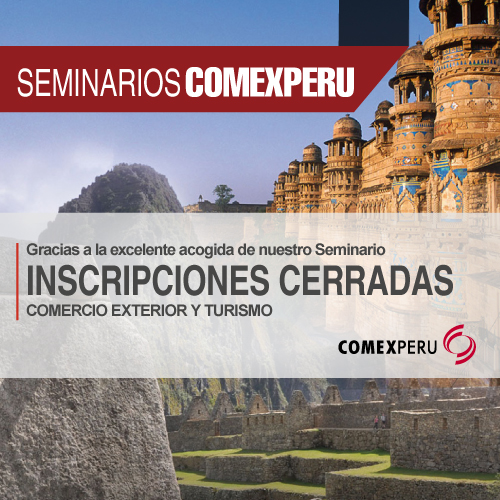 SEMINARIOS COMEXPERU
Gracias a la excelente acogida de nuestro Seminario
INSCRIPCIONES CERRADAS
COMERCIO EXTERIOR Y TURISMO
COMEXPERU